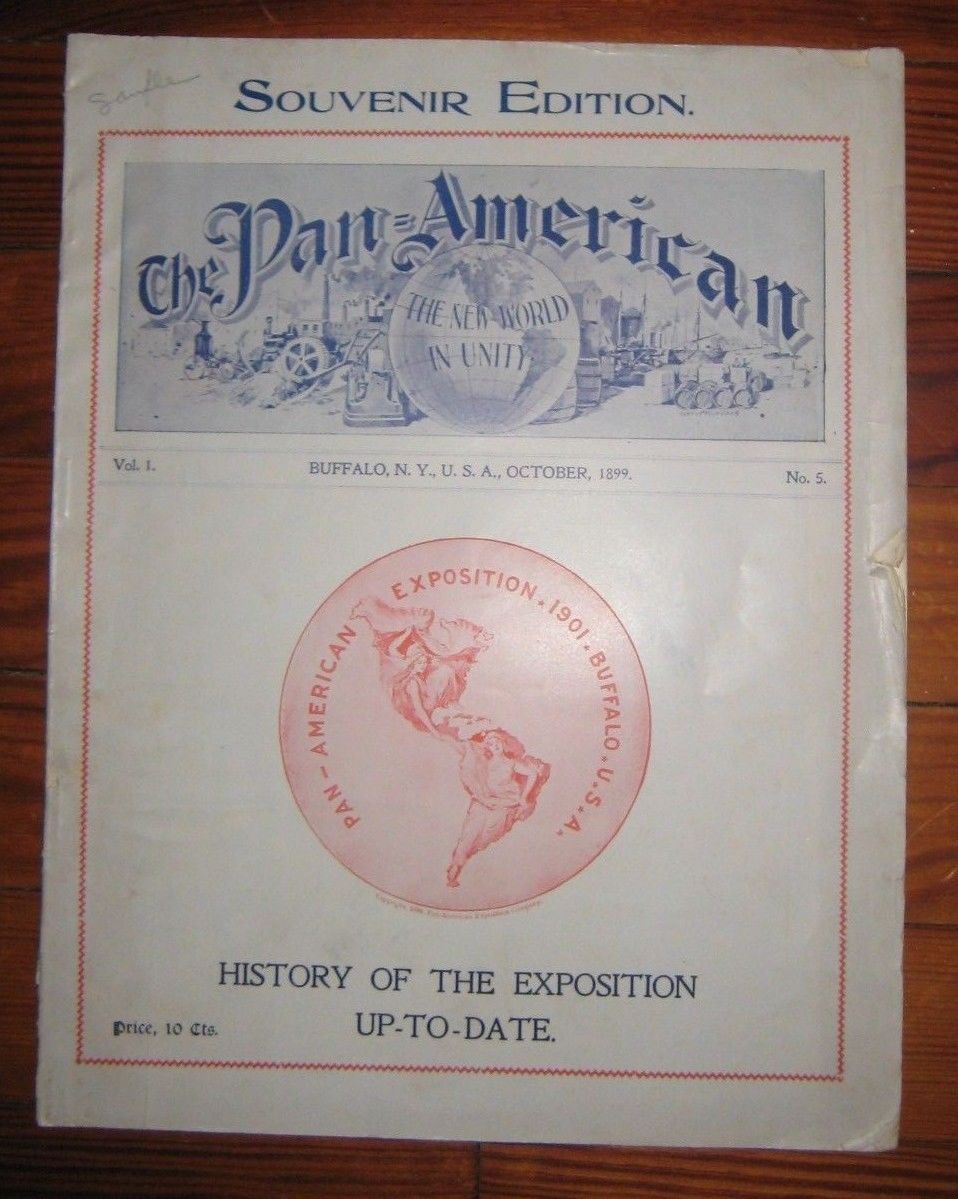 Souvenir Edition.
The Pan=American
THE NEW WORLD
IN UNITY
Vol. 1.
BUFFALO, N. Y., U. S. A., OCTOBER, 1899.
No. 5.
PAN-AMERICAN EXPOSITION ★ 1901 ★ BUFFALO ★ U.S.A.
HISTORY OF THE EXPOSITION
UP-TO-DATE.
Price, 10 Cts.